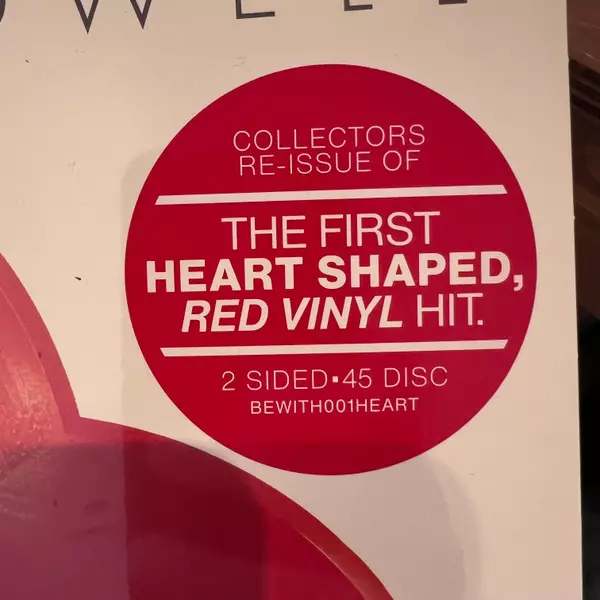 COLLECTORS
RE-ISSUE OF
THE FIRST
HEART SHAPED,
RED VINYL HIT.
2 SIDED▪45 DISC
BEWITH001HEART